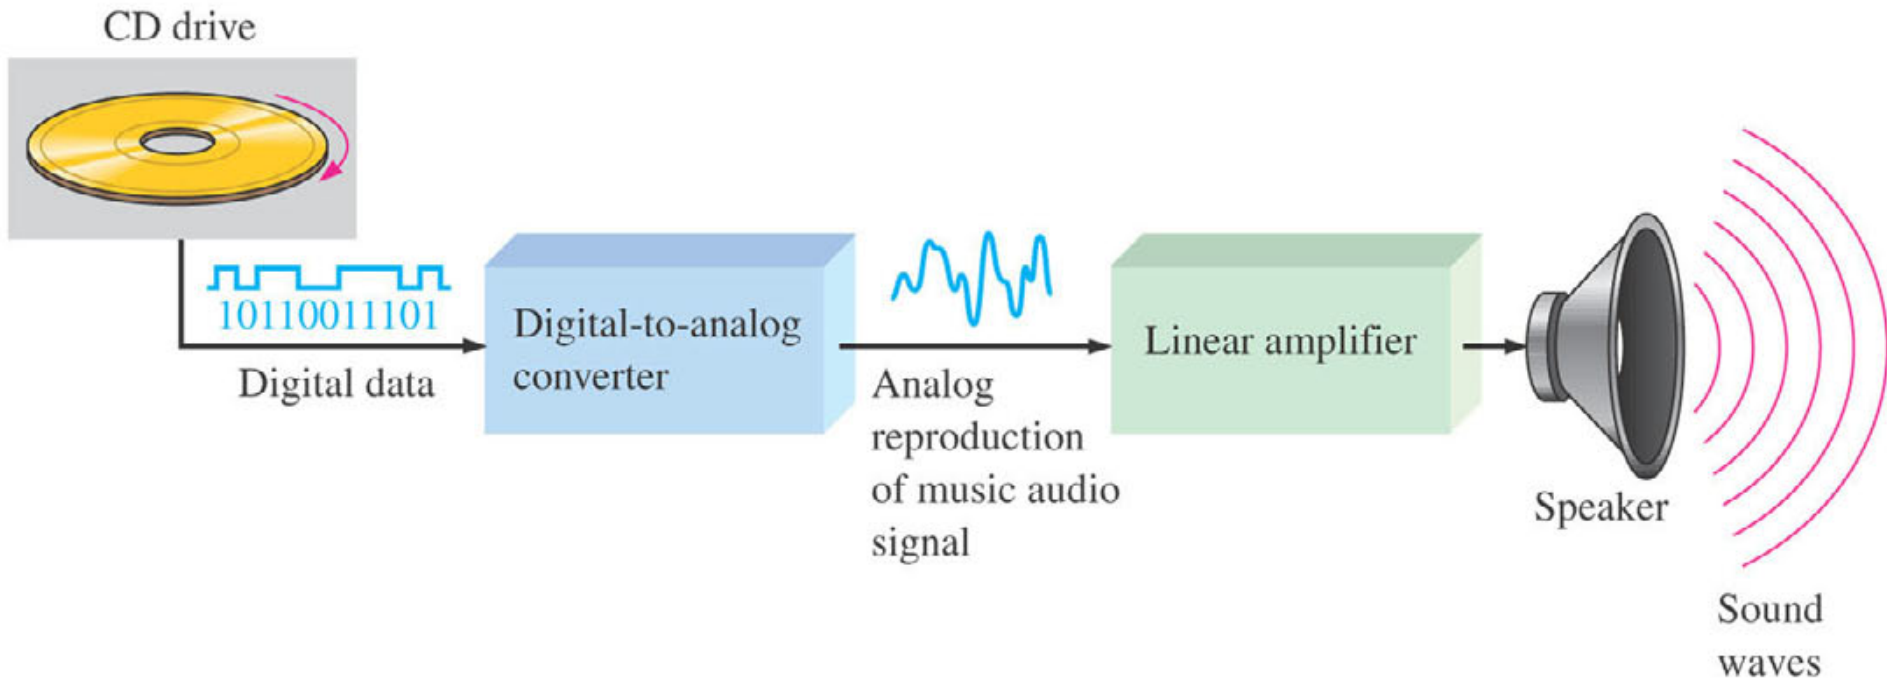 CD drive
10110011101
Digital data
Digital-to-analog
converter
Analog
reproduction
of music audio
signal
Linear amplifier
Speaker
Sound
waves